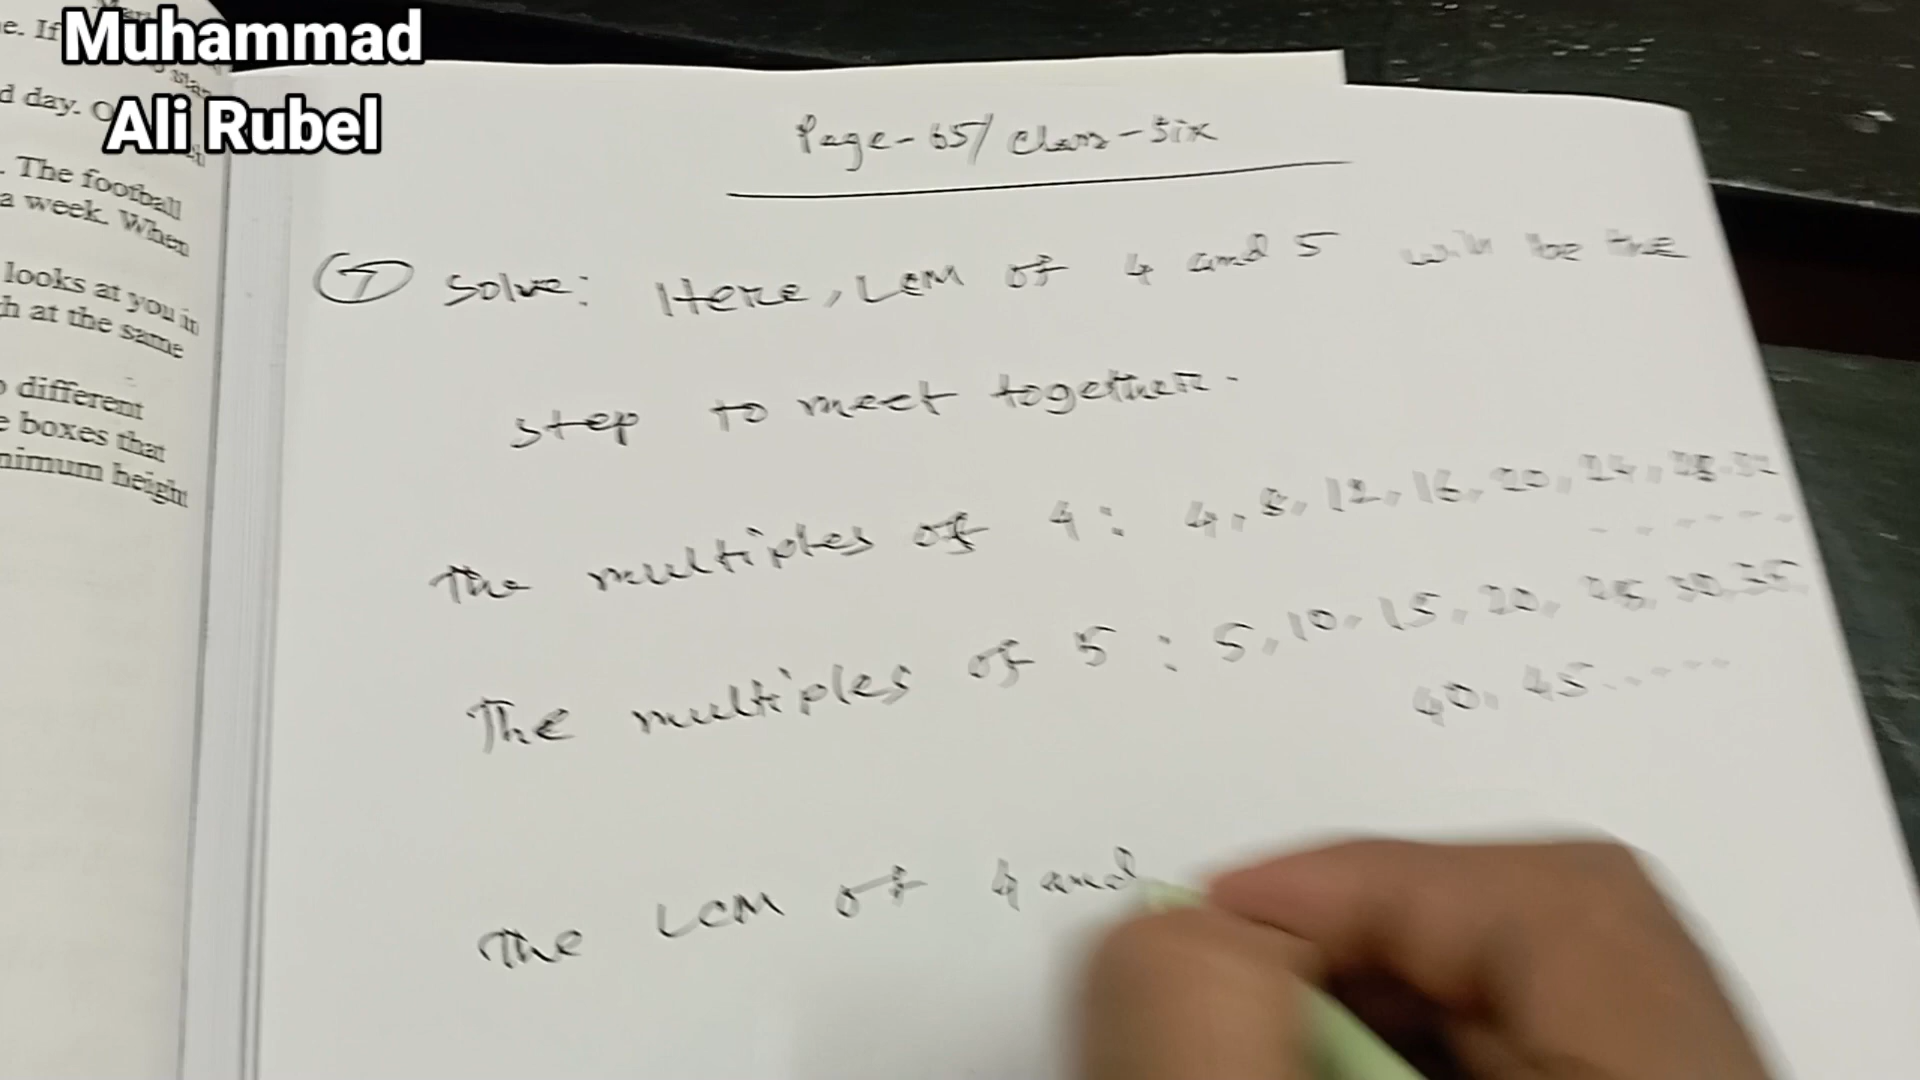 Muhammad
Ali Rubel
e. If
d day. O
. The football
a week. When
looks at you in
h at the same
different
e boxes that
nimum height
Page-65/ Class-Six
7 Solve: Here, LCM of 4 and 5 will be the
step to meet together.
The multiples of 4: 4, 8, 12, 16, 20, 24, 28, 32
.......
The multiples of 5: 5, 10, 15, 20, 25, 30, 35,
40, 45.....
The LCM of 4 and